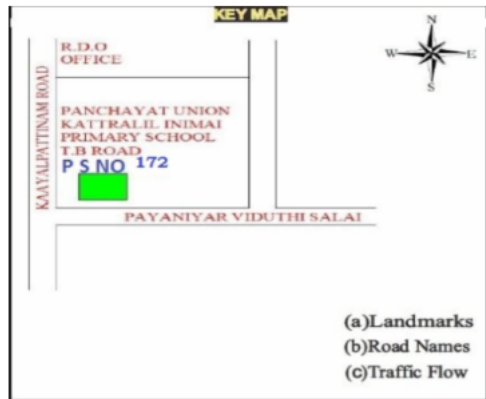 KEY MAP
N
W
E
S
R.D.O
OFFICE
KAAYALPATTINAM ROAD
PANCHAYAT UNION
KATTRALIL INIMAI
PRIMARY SCHOOL
T.B ROAD
P S NO 172
PAYANIYAR VIDUTHI SALAI
(a)Landmarks
(b)Road Names
(c)Traffic Flow